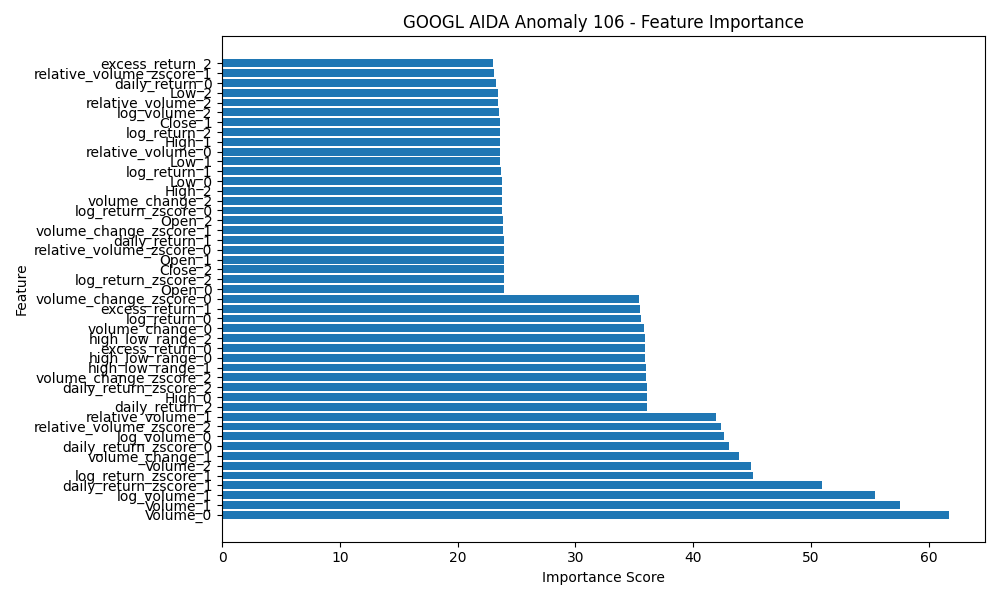 GOOGL AIDA Anomaly 106 - Feature Importance
excess_return_2
relative_volume_zscore_1
daily_return_0
Low_2
relative_volume_2
log_volume_2
Close_1
log_return_2
High_1
relative_volume_0
Low_1
log_return_1
Low_0
High_2
volume_change_2
log_return_zscore_0
Open_2
volume_change_zscore_1
daily_return_1
relative_volume_zscore_0
Open_1
Close_2
log_return_zscore_2
Open_0
volume_change_zscore_0
excess_return_1
log_return_0
volume_change_0
high_low_range_2
excess_return_0
high_low_range_0
high_low_range_1
volume_change_zscore_2
daily_return_zscore_2
High_0
daily_return_2
relative_volume_1
relative_volume_zscore_2
log_volume_0
daily_return_zscore_0
volume_change_1
Volume_2
log_return_zscore_1
daily_return_zscore_1
log_volume_1
Volume_1
Volume_0
Feature
0 10 20 30 40 50 60
Importance Score